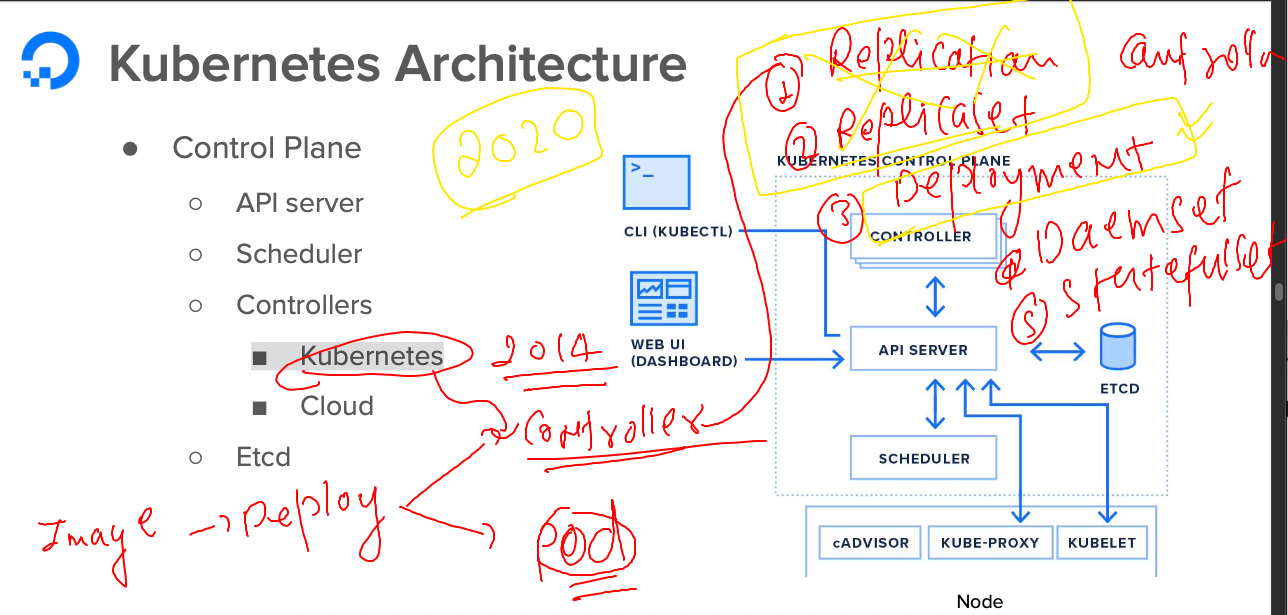 Kubernetes Architecture
① Replication Controller
2020
② Replicaset
● Control Plane
KUBERNETES CONTROL PLANE
③ Deployment
○ API server
>_
CLI (KUBECTL)
CONTROLLER
④ Daemset
○ Scheduler
⑤ Statefulset
○ Controllers
■ Kubernetes
2014
WEB UI
(DASHBOARD)
API SERVER
ETCD
■ Cloud
Controller
○ Etcd
SCHEDULER
Image → Deploy
Pod
cADVISOR
KUBE-PROXY
KUBELET
Node